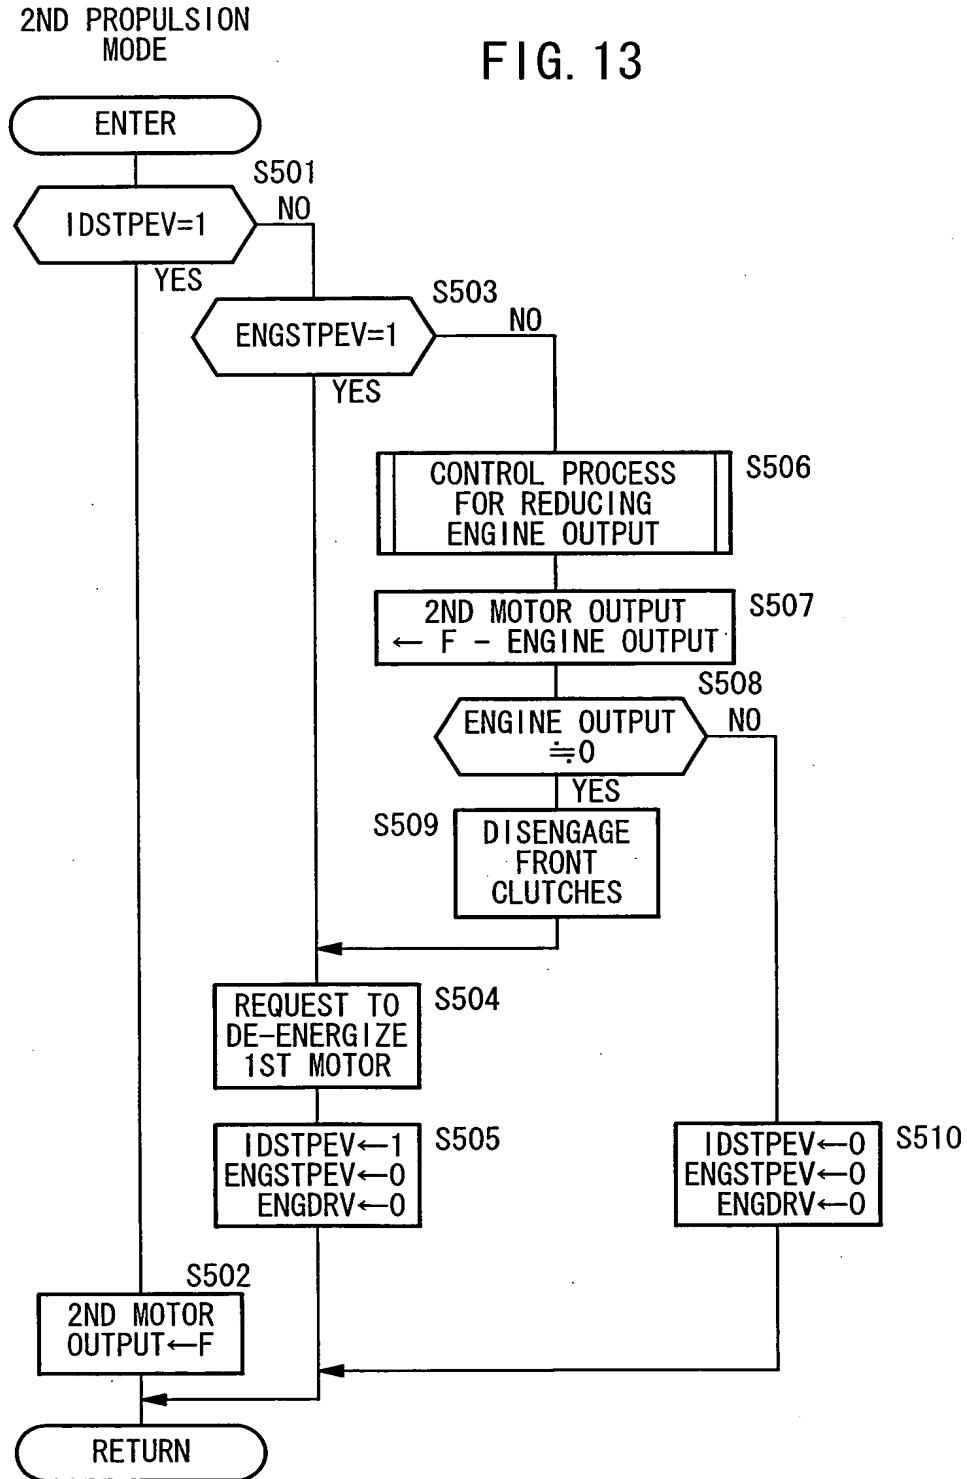 2ND PROPULSION
MODE
FIG. 13
ENTER
S501
IDSTPEV=1
NO
YES
S503
ENGSTPEV=1
NO
YES
CONTROL PROCESS
FOR REDUCING
ENGINE OUTPUT
S506
2ND MOTOR OUTPUT
← F - ENGINE OUTPUT
S507
S508
ENGINE OUTPUT
≒0
NO
YES
S509
DISENGAGE
FRONT
CLUTCHES
REQUEST TO
DE-ENERGIZE
1ST MOTOR
S504
IDSTPEV←1
ENGSTPEV←0
ENGDRV←0
S505
IDSTPEV←0
ENGSTPEV←0
ENGDRV←0
S510
S502
2ND MOTOR
OUTPUT←F
RETURN